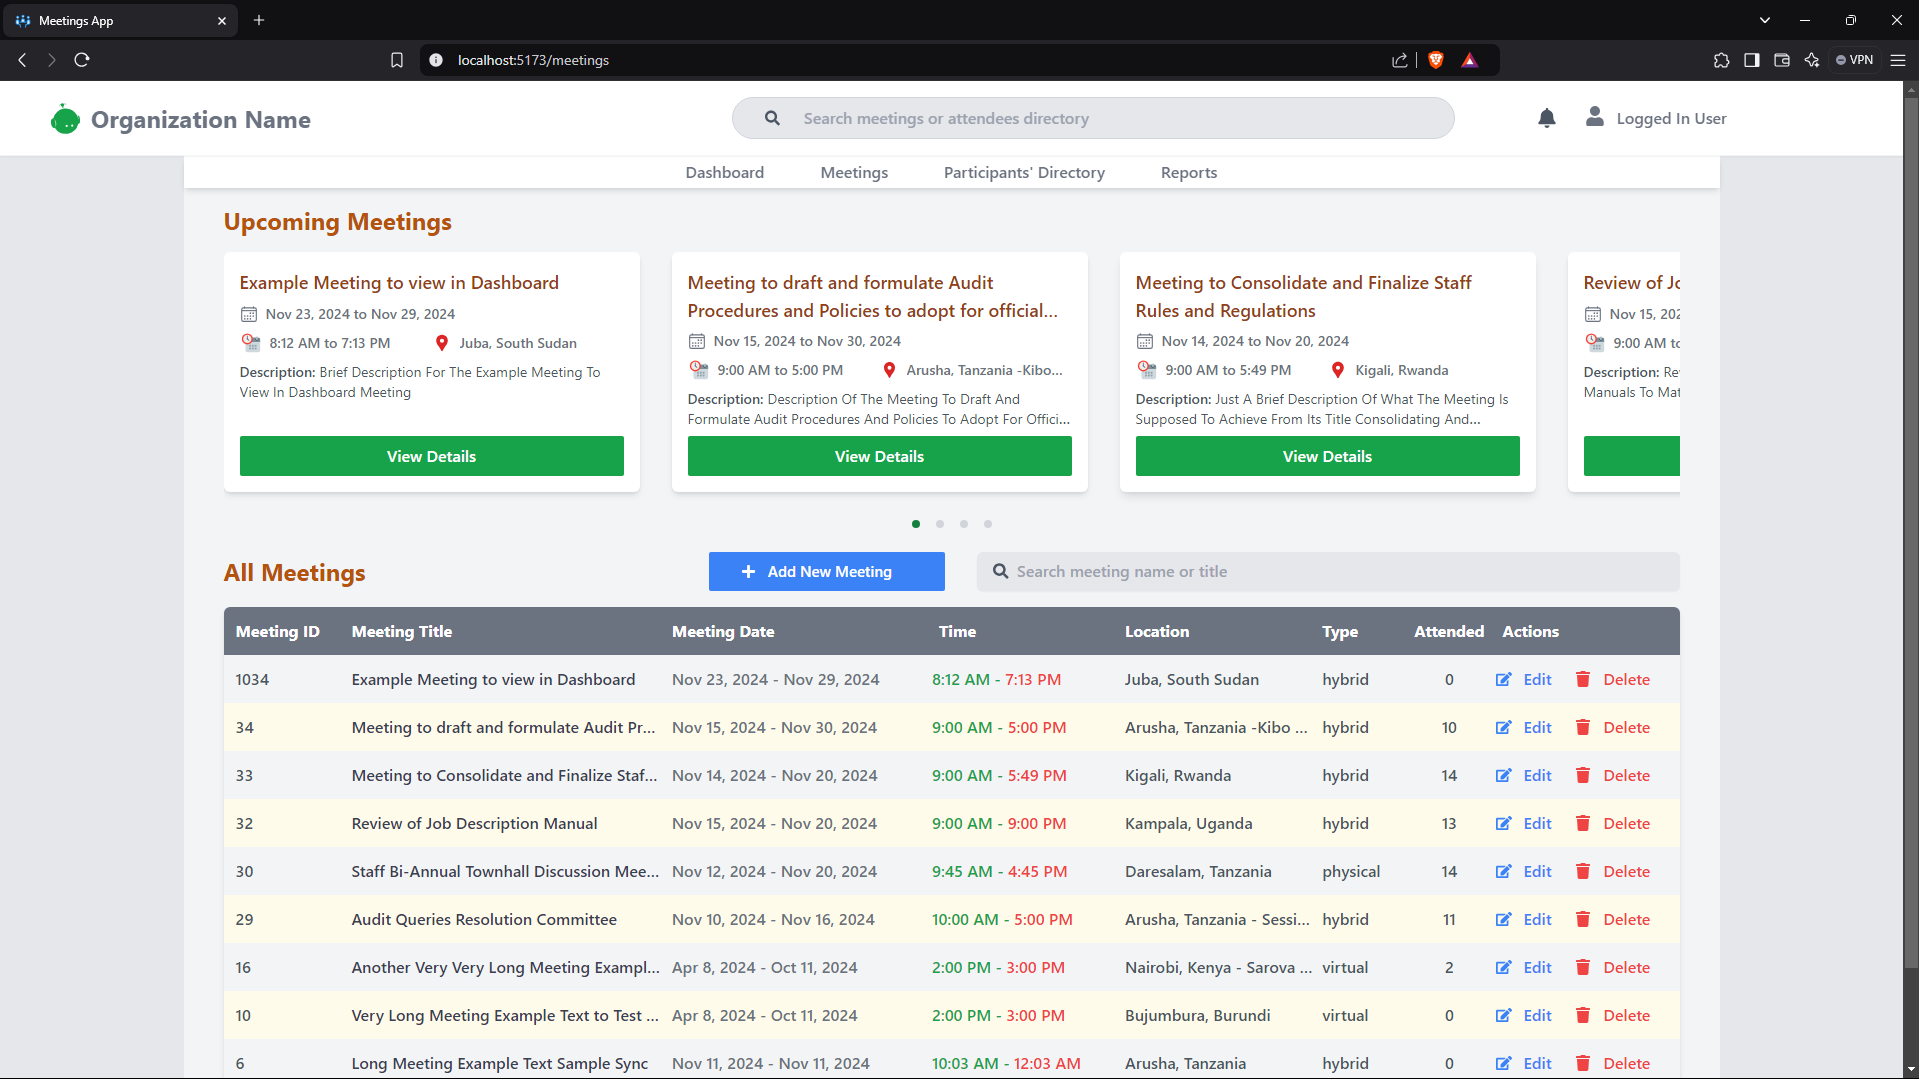 Meetings App
localhost:5173/meetings
VPN
Organization Name
Search meetings or attendees directory
Logged In User
Dashboard Meetings Participants' Directory Reports
Upcoming Meetings
Example Meeting to view in Dashboard
Nov 23, 2024 to Nov 29, 2024
8:12 AM to 7:13 PM Juba, South Sudan
Description: Brief Description For The Example Meeting To
View In Dashboard Meeting
View Details
Meeting to draft and formulate Audit
Procedures and Policies to adopt for official...
Nov 15, 2024 to Nov 30, 2024
9:00 AM to 5:00 PM Arusha, Tanzania -Kibo...
Description: Description Of The Meeting To Draft And
Formulate Audit Procedures And Policies To Adopt For Offici...
View Details
Meeting to Consolidate and Finalize Staff
Rules and Regulations
Nov 14, 2024 to Nov 20, 2024
9:00 AM to 5:49 PM Kigali, Rwanda
Description: Just A Brief Description Of What The Meeting Is
Supposed To Achieve From Its Title Consolidating And...
View Details
Review of Jo
Nov 15, 202
9:00 AM to
Description: Re
Manuals To Mat
All Meetings
Add New Meeting
Search meeting name or title
Meeting ID Meeting Title Meeting Date Time Location Type Attended Actions
1034 Example Meeting to view in Dashboard Nov 23, 2024 - Nov 29, 2024 8:12 AM - 7:13 PM Juba, South Sudan hybrid 0 Edit Delete
34 Meeting to draft and formulate Audit Pr... Nov 15, 2024 - Nov 30, 2024 9:00 AM - 5:00 PM Arusha, Tanzania -Kibo ... hybrid 10 Edit Delete
33 Meeting to Consolidate and Finalize Staf... Nov 14, 2024 - Nov 20, 2024 9:00 AM - 5:49 PM Kigali, Rwanda hybrid 14 Edit Delete
32 Review of Job Description Manual Nov 15, 2024 - Nov 20, 2024 9:00 AM - 9:00 PM Kampala, Uganda hybrid 13 Edit Delete
30 Staff Bi-Annual Townhall Discussion Mee... Nov 12, 2024 - Nov 20, 2024 9:45 AM - 4:45 PM Daresalam, Tanzania physical 14 Edit Delete
29 Audit Queries Resolution Committee Nov 10, 2024 - Nov 16, 2024 10:00 AM - 5:00 PM Arusha, Tanzania - Sessi... hybrid 11 Edit Delete
16 Another Very Very Long Meeting Exampl... Apr 8, 2024 - Oct 11, 2024 2:00 PM - 3:00 PM Nairobi, Kenya - Sarova ... virtual 2 Edit Delete
10 Very Long Meeting Example Text to Test ... Apr 8, 2024 - Oct 11, 2024 2:00 PM - 3:00 PM Bujumbura, Burundi virtual 0 Edit Delete
6 Long Meeting Example Text Sample Sync Nov 11, 2024 - Nov 11, 2024 10:03 AM - 12:03 AM Arusha, Tanzania hybrid 0 Edit Delete